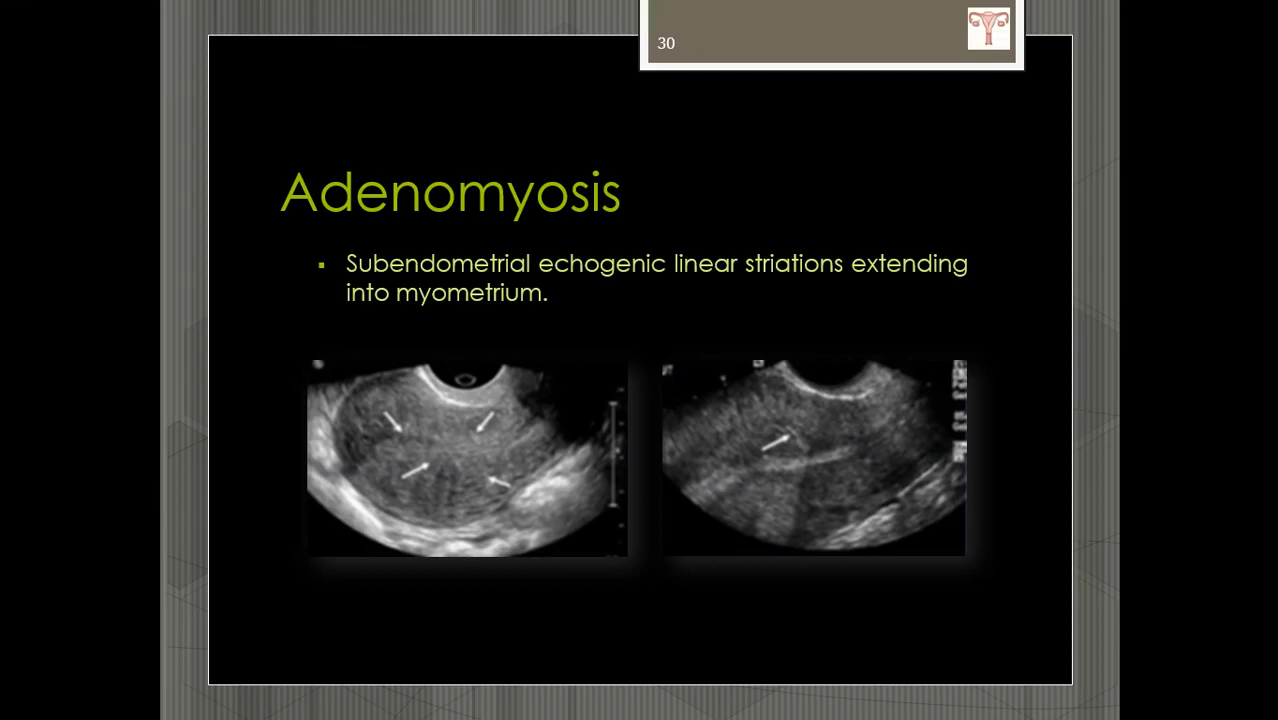 30
Adenomyosis
▪ Subendometrial echogenic linear striations extending
into myometrium.